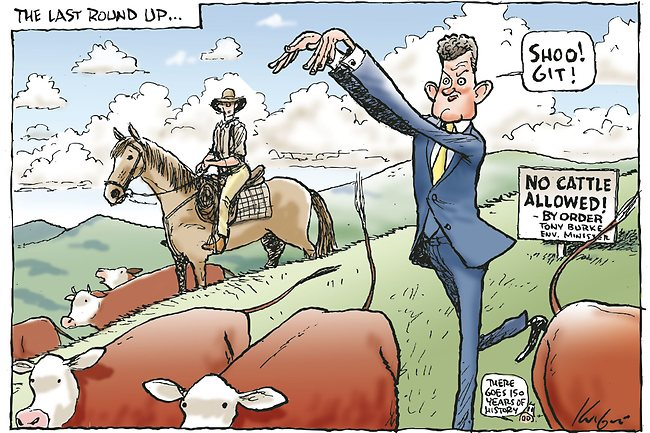 THE LAST ROUND UP...
SHOO!
GIT!
NO CATTLE
ALLOWED!
- BY ORDER
TONY BURKE
ENV. MINISTER
THERE
GOES 150
YEARS OF
HISTORY